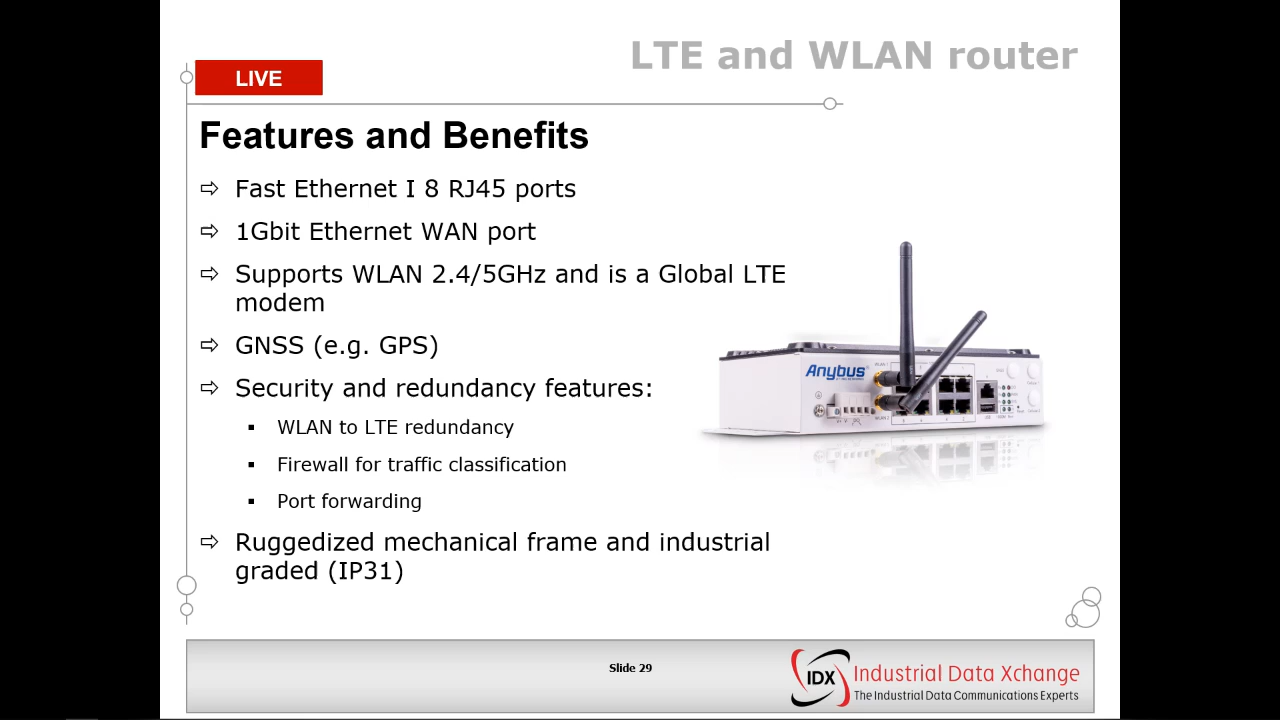 LTE and WLAN router
LIVE
Features and Benefits
⇨ Fast Ethernet I 8 RJ45 ports
⇨ 1Gbit Ethernet WAN port
⇨ Supports WLAN 2.4/5GHz and is a Global LTE
modem
⇨ GNSS (e.g. GPS)
⇨ Security and redundancy features:
▪ WLAN to LTE redundancy
▪ Firewall for traffic classification
▪ Port forwarding
⇨ Ruggedized mechanical frame and industrial
graded (IP31)
Anybus
Slide 29
IDX
Industrial Data Xchange
The Industrial Data Communications Experts